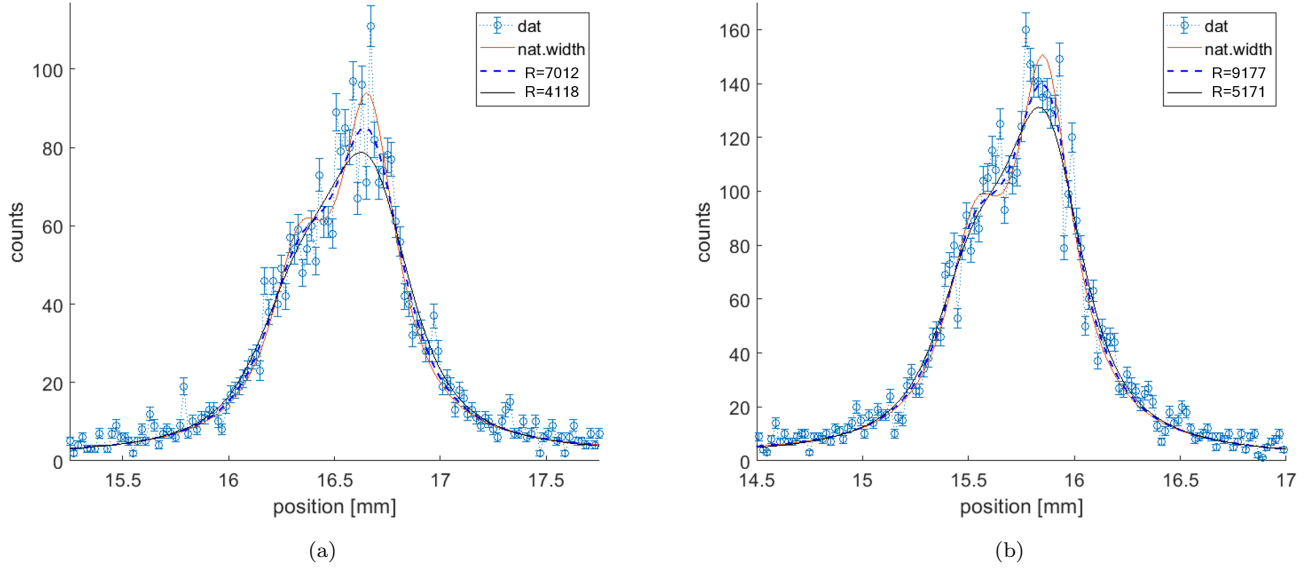 dat
nat.width
R=7012
R=4118
100
80
60
40
20
0
counts
15.5
16
16.5
17
17.5
position [mm]
(a)
dat
nat.width
R=9177
R=5171
160
140
120
100
80
60
40
20
0
counts
14.5
15
15.5
16
16.5
17
position [mm]
(b)